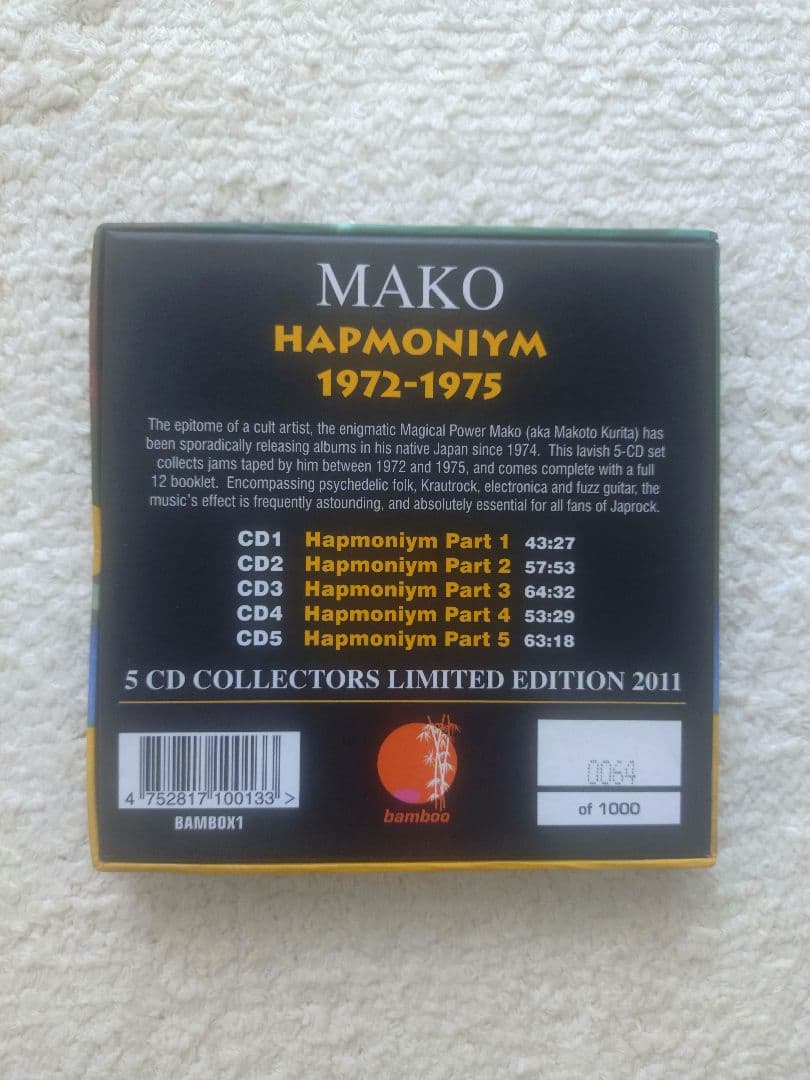 MAKO
HAPMONIYM
1972-1975
The epitome of a cult artist, the enigmatic Magical Power Mako (aka Makoto Kurita) has
been sporadically releasing albums in his native Japan since 1974. This lavish 5-CD set
collects jams taped by him between 1972 and 1975, and comes complete with a full
12 booklet. Encompassing psychedelic folk, Krautrock, electronica and fuzz guitar, the
music's effect is frequently astounding, and absolutely essential for all fans of Japrock.
CD1 Hapmoniym Part 1 43:27
CD2 Hapmoniym Part 2 57:53
CD3 Hapmoniym Part 3 64:32
CD4 Hapmoniym Part 4 53:29
CD5 Hapmoniym Part 5 63:18
5 CD COLLECTORS LIMITED EDITION 2011
4 752817 100133 >
BAMBOX1
bamboo
0064
of 1000